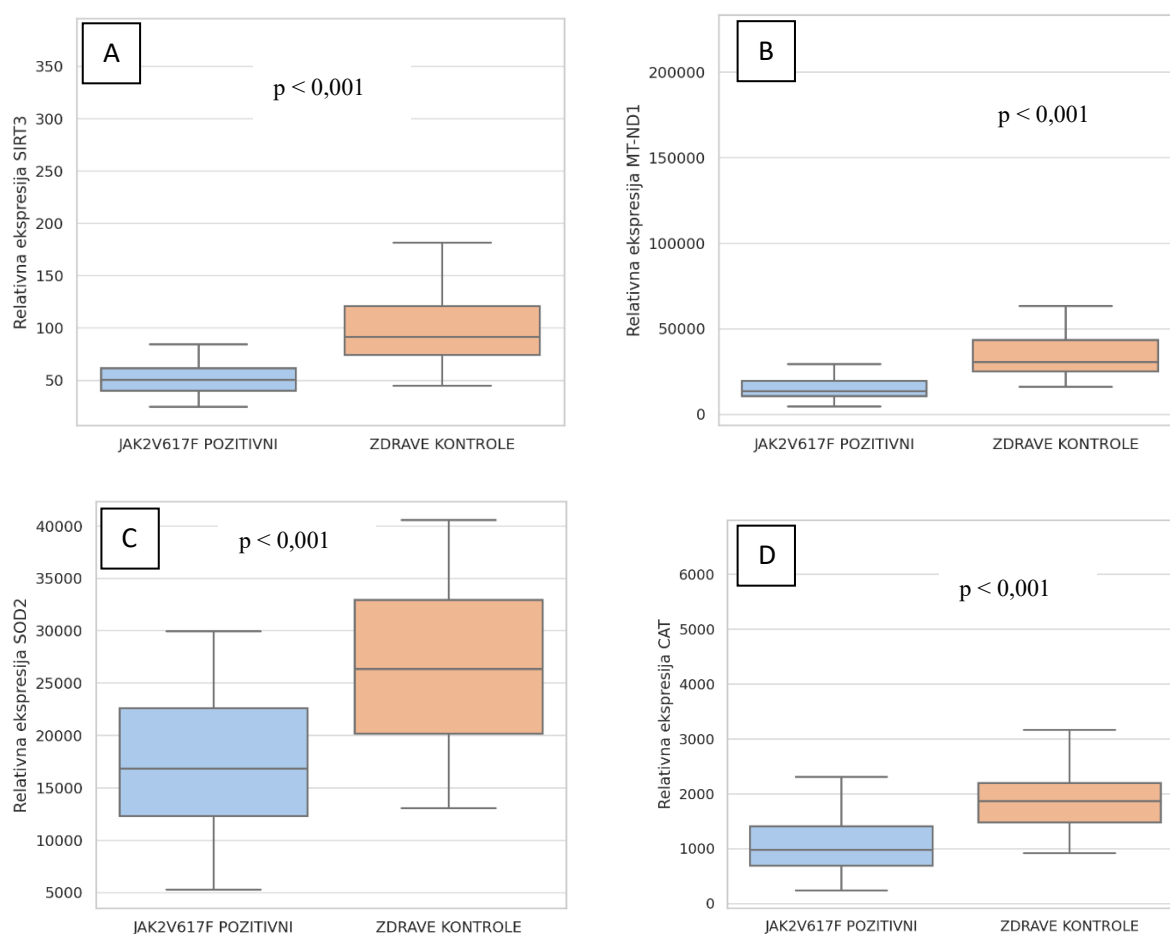 A
p < 0,001
Relativna ekspresija SIRT3
350
300
250
200
150
100
50
JAK2V617F POZITIVNI
ZDRAVE KONTROLE
B
p < 0,001
Relativna ekspresija MT-ND1
200000
150000
100000
50000
0
JAK2V617F POZITIVNI
ZDRAVE KONTROLE
C
p < 0,001
Relativna ekspresija SOD2
40000
35000
30000
25000
20000
15000
10000
5000
JAK2V617F POZITIVNI
ZDRAVE KONTROLE
D
p < 0,001
Relativna ekspresija CAT
6000
5000
4000
3000
2000
1000
0
JAK2V617F POZITIVNI
ZDRAVE KONTROLE